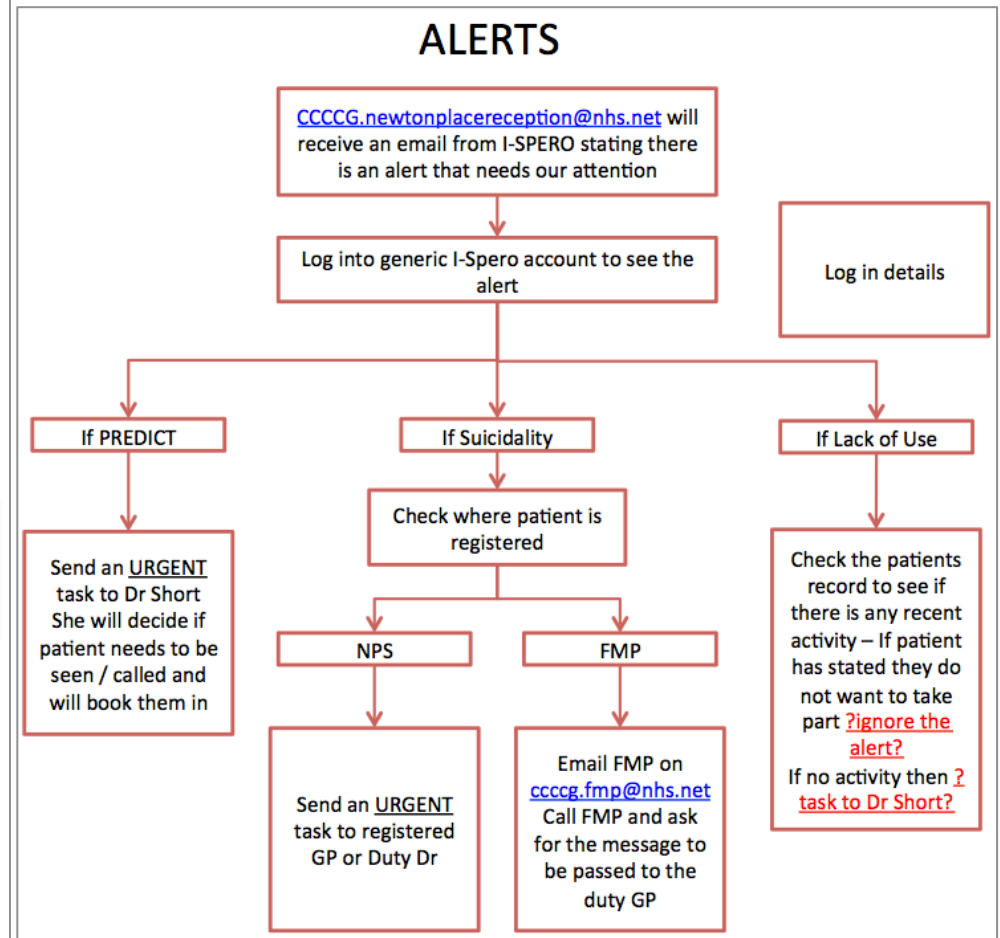 ALERTS
CCCCG.newtonplacereception@nhs.net will
receive an email from I-SPERO stating there
is an alert that needs our attention
Log into generic I-Spero account to see the
alert
Log in details
If PREDICT
If Suicidality
If Lack of Use
Send an URGENT
task to Dr Short
She will decide if
patient needs to be
seen / called and
will book them in
Check where patient is
registered
NPS
FMP
Send an URGENT
task to registered
GP or Duty Dr
Email FMP on
ccccg.fmp@nhs.net
Call FMP and ask
for the message to
be passed to the
duty GP
Check the patients
record to see if
there is any recent
activity – If patient
has stated they do
not want to take
part ?ignore the
alert?
If no activity then ?
task to Dr Short?